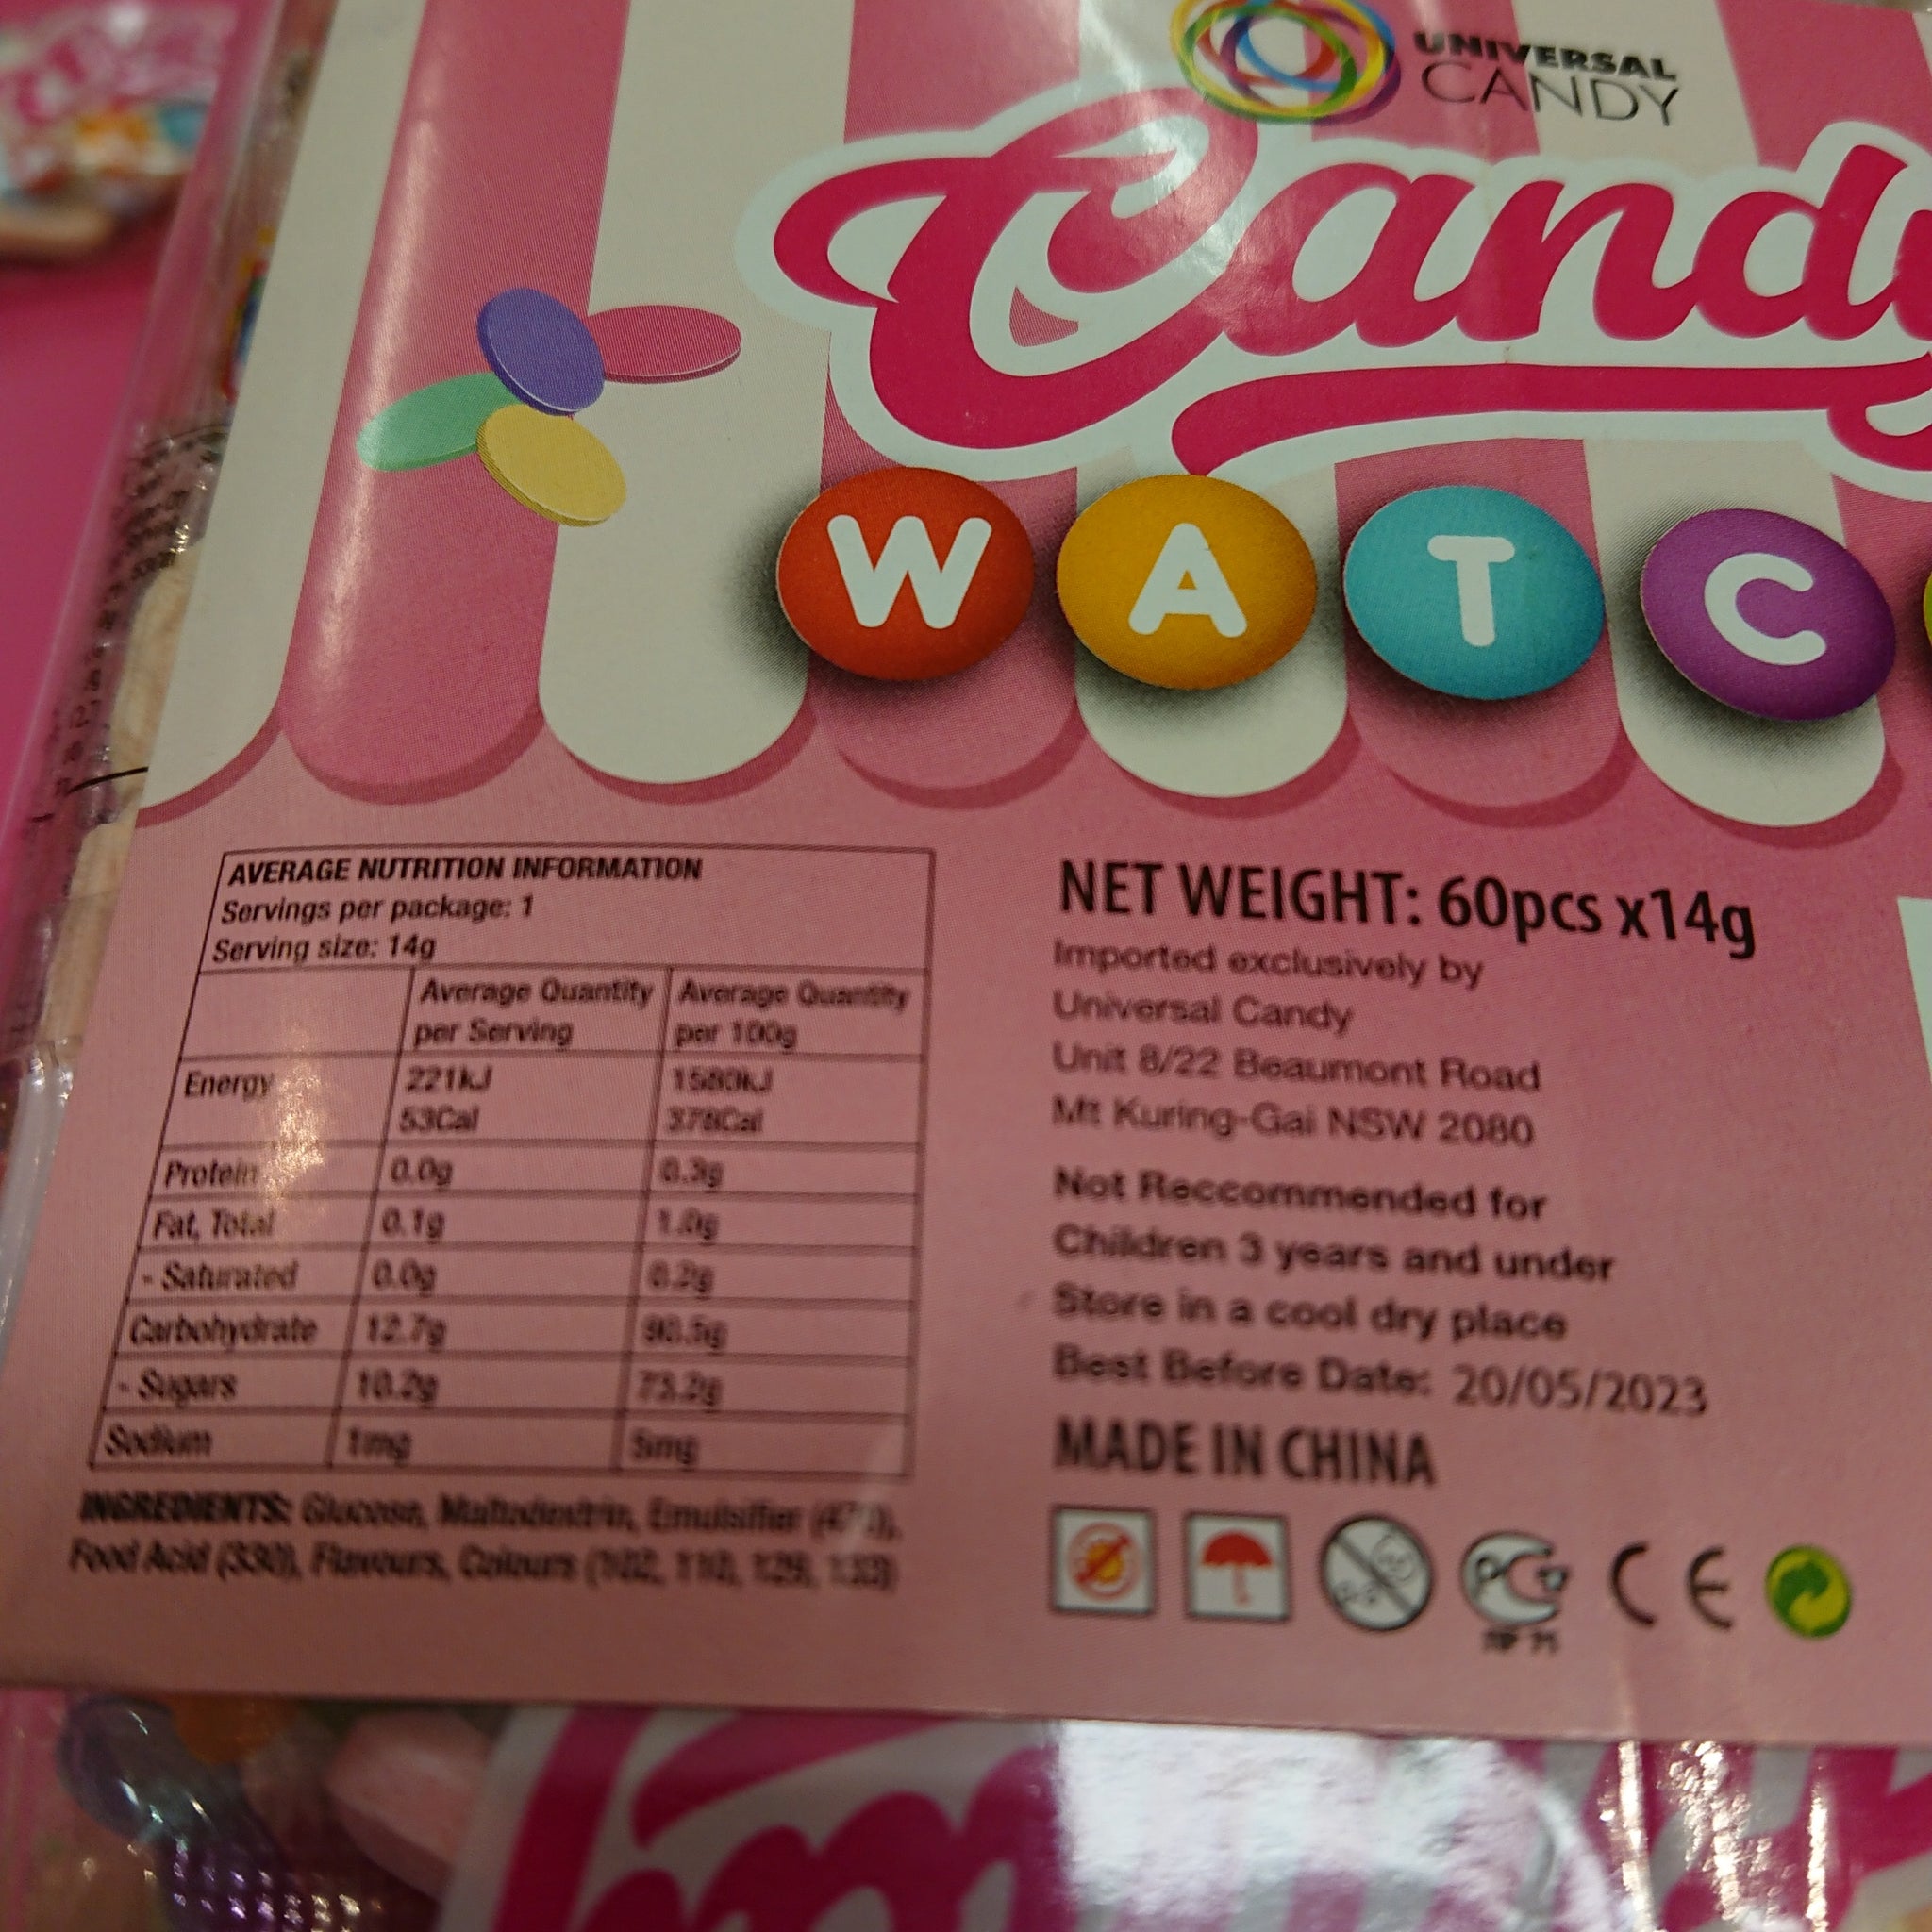 UNIVERSAL
CANDY
Candy
WATC
AVERAGE NUTRITION INFORMATION
Servings per package: 1
Serving size: 14g
Average Quantity per Serving
Average Quantity per 100g
Energy 221kJ 1580kJ
53Cal 378Cal
Protein 0.0g 0.3g
Fat, Total 0.1g 1.0g
- Saturated 0.0g 0.2g
Carbohydrate 12.7g 90.5g
- Sugars 10.2g 73.2g
Sodium 1mg 5mg
INGREDIENTS: Glucose, Maltodextrin, Emulsifier
Food Acid (330), Flavours, Colours (102, 110, 129, 133)
NET WEIGHT: 60pcs x14g
Imported exclusively by
Universal Candy
Unit 8/22 Beaumont Road
Mt Kuring-Gai NSW 2080
Not Reccommended for
Children 3 years and under
Store in a cool dry place
Best Before Date: 20/05/2023
MADE IN CHINA
CE